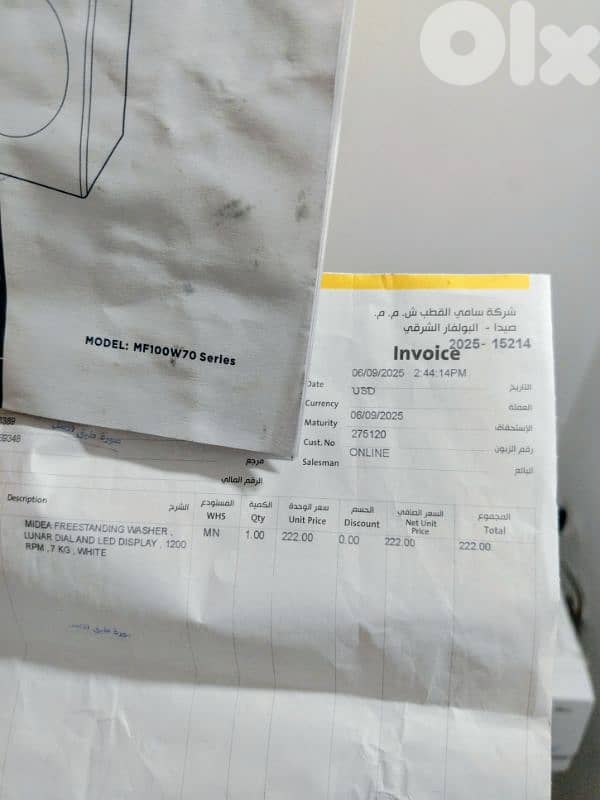 olx
MODEL: MF100W70 Series
شركة سامي القطب ش. م. م.
صيدا - البولفار الشرقي
Invoice 2025- 15214
Date 06/09/2025 2:44:14PM التاريخ
Currency USD العملة
Maturity 06/09/2025 الإستحقاق
Cust. No 275120 رقم الزبون
Salesman ONLINE البائع
69348
مرجع
الرقم المالي
Description الشرح المستودع WHS الكمية Qty سعر الوحدة Unit Price الحسم Discount السعر الصافي Net Unit Price المجموع Total
MIDEA FREESTANDING WASHER , MN 1.00 222.00 0.00 222.00 222.00
LUNAR DIAL AND LED DISPLAY , 1200
RPM ,7 KG , WHITE